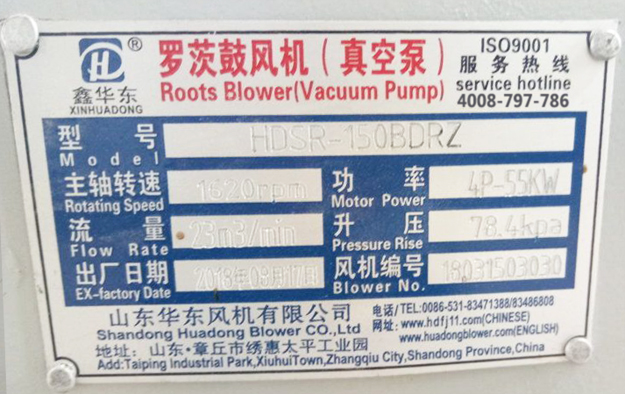 ®
鑫华东
XINHUADONG
罗茨鼓风机（真空泵）
Roots Blower(Vacuum Pump)
ISO9001
服务热线
service hotline
4008-797-786
型 号 HDSR-150BDRZ
Model
主轴转速 1620rpm 功 率 4P-55KW
Rotating Speed Motor Power
流 量 23m3/min 升 压 78.4kpa
Flow Rate Pressure Rise
出厂日期 2018年08月17日 风机编号 18031503030
EX-factory Date Blower No.
山东华东风机有限公司
Shandong Huadong Blower CO.,Ltd
地址: 山东·章丘市绣惠太平工业园
Add:Taiping Industrial Park,XiuhuiTown,Zhangqiu City,Shandong Province,China
电话/TEL:0086-531-83471388/83486808
网址: www.hdfj11.com(CHINESE)
www.huadongblower.com(ENGLISH)